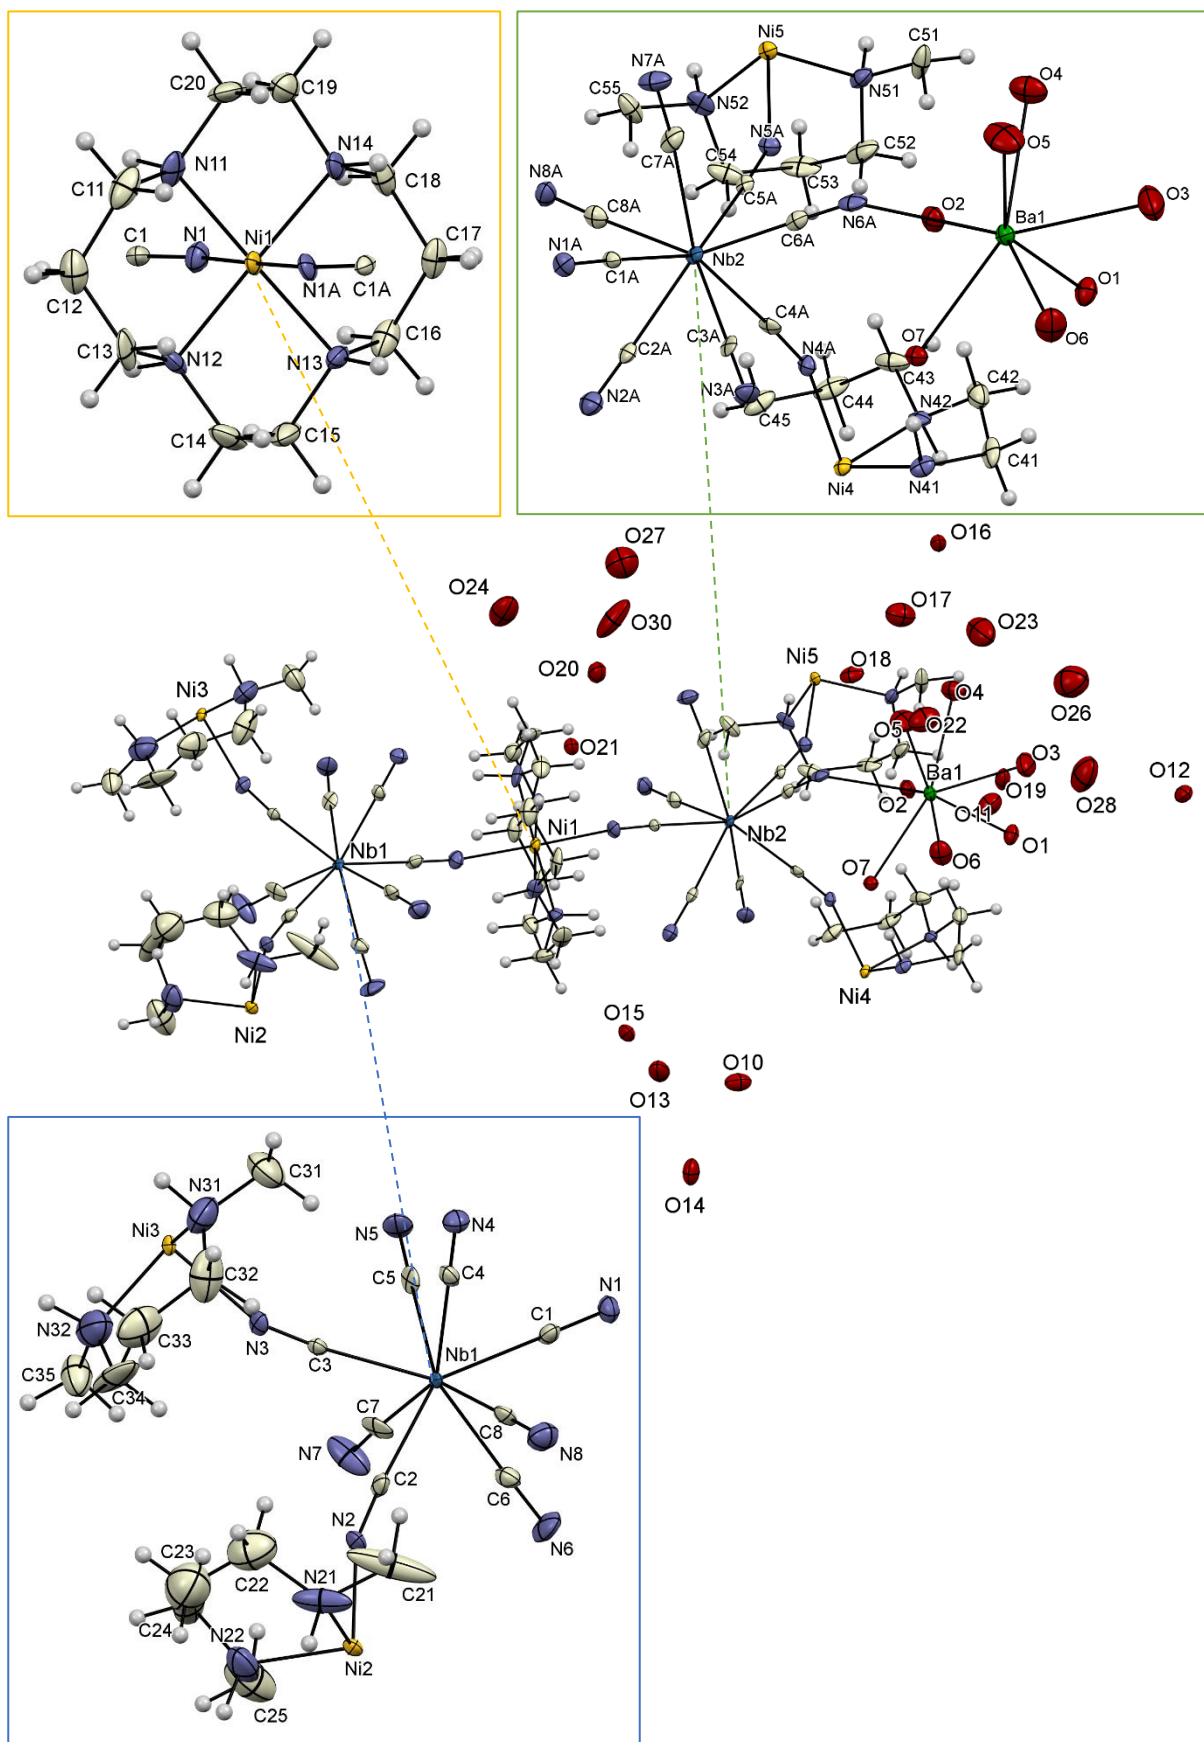 C20
C19
N11
N14
C11
C18
C1
N1
Ni1
C17
N1A
C1A
C12
C16
C13
N12
N13
C14
C15
Ni5
C51
N7A
O4
C55
N52
N51
O5
N5A
C52
C7A
C54
C53
O3
N8A
C5A
C8A
N6A
O2
Ba1
C6A
N1A
C1A
Nb2
O1
C4A
O6
C3A
O7
C2A
N4A
C43
C42
N3A
C44
N42
N2A
C45
C41
Ni4
N41
O27
O16
O24
O30
O17
O23
O20
Ni5
O18
Ni3
O4
O26
O5
O22
O21
O3
Ba1
O19
O12
O2
O28
Ni1
O11
Nb2
O1
Nb1
O6
O7
Ni4
Ni2
O15
O10
O13
O14
C31
N31
Ni3
N5
N4
C5
C4
N1
C32
C1
N32
C33
N3
C3
Nb1
C35
C34
C7
C8
N8
N7
C2
C6
N2
N6
C23
C22
N21
C21
C24
N22
Ni2
C25